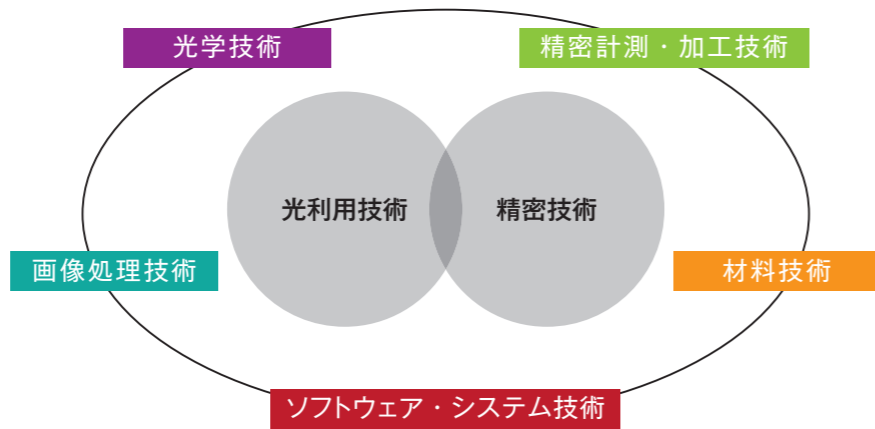 光学技術
精密計測・加工技術
光利用技術
精密技術
画像処理技術
材料技術
ソフトウェア・システム技術